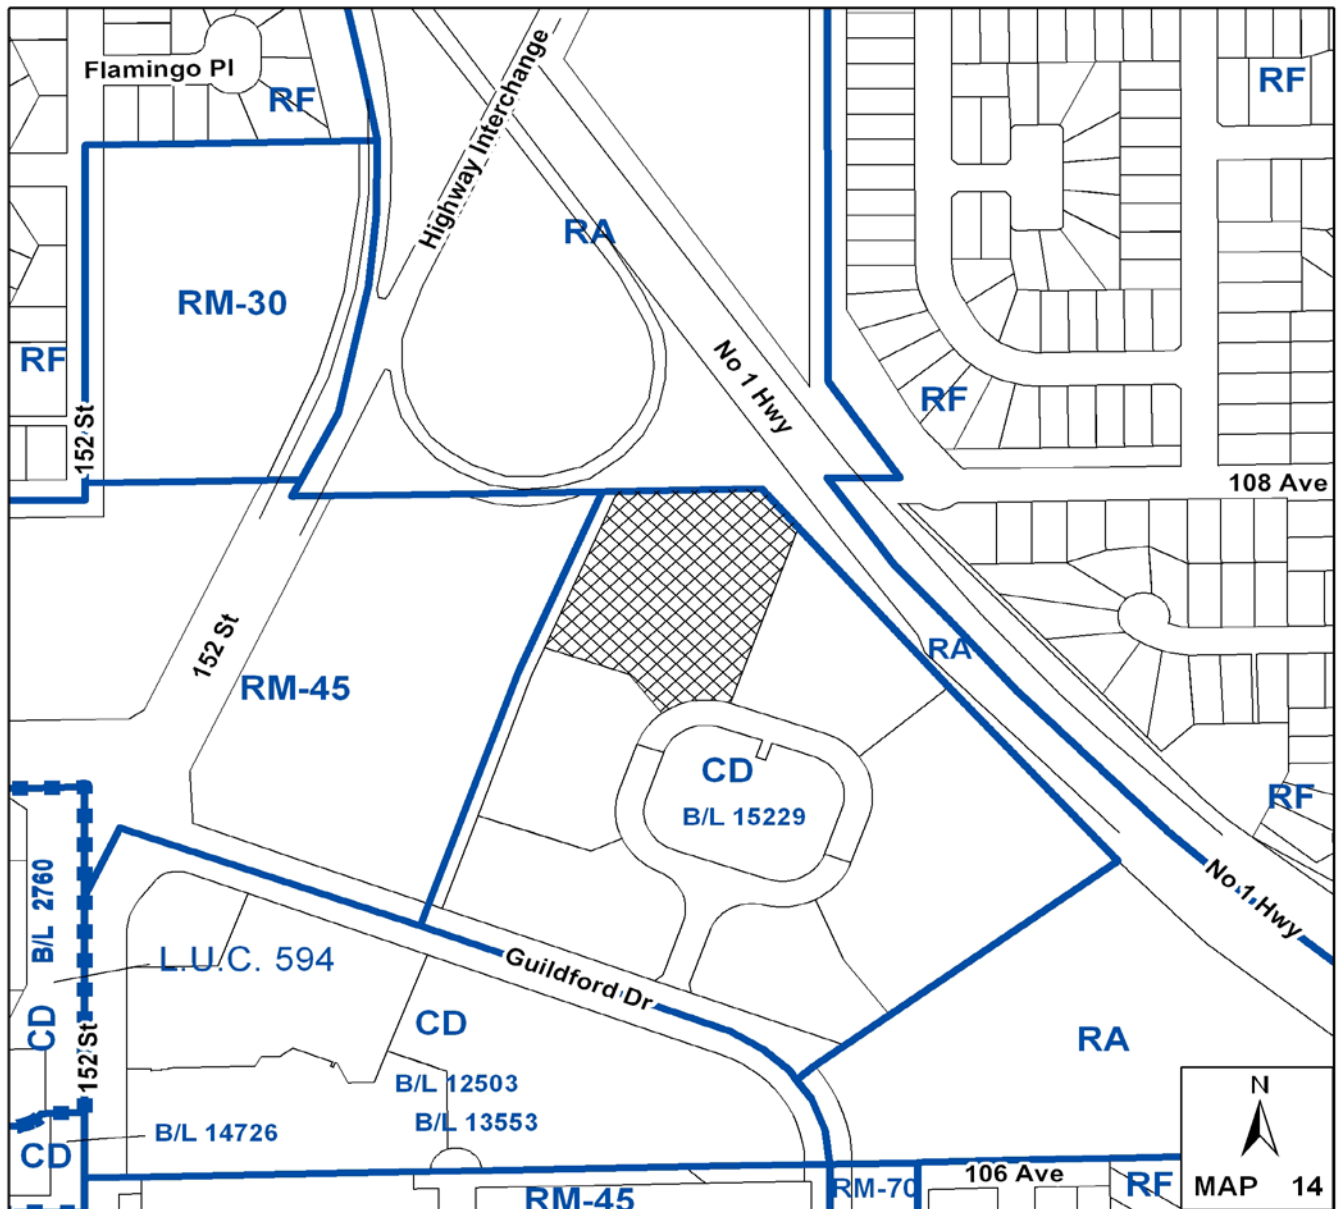 Flamingo Pl
RF
RF
Highway Interchange
RA
RM-30
RF
No 1 Hwy
RF
152 St
108 Ave
152 St
RA
RM-45
CD
B/L 15229
RF
B/L 2760
No 1 Hwy
L.U.C. 594
Guildford Dr
CD
CD
RA
152 St
B/L 12503
B/L 13553
B/L 14726
CD
106 Ave
RM-45
RM-70
RF
N
MAP 14